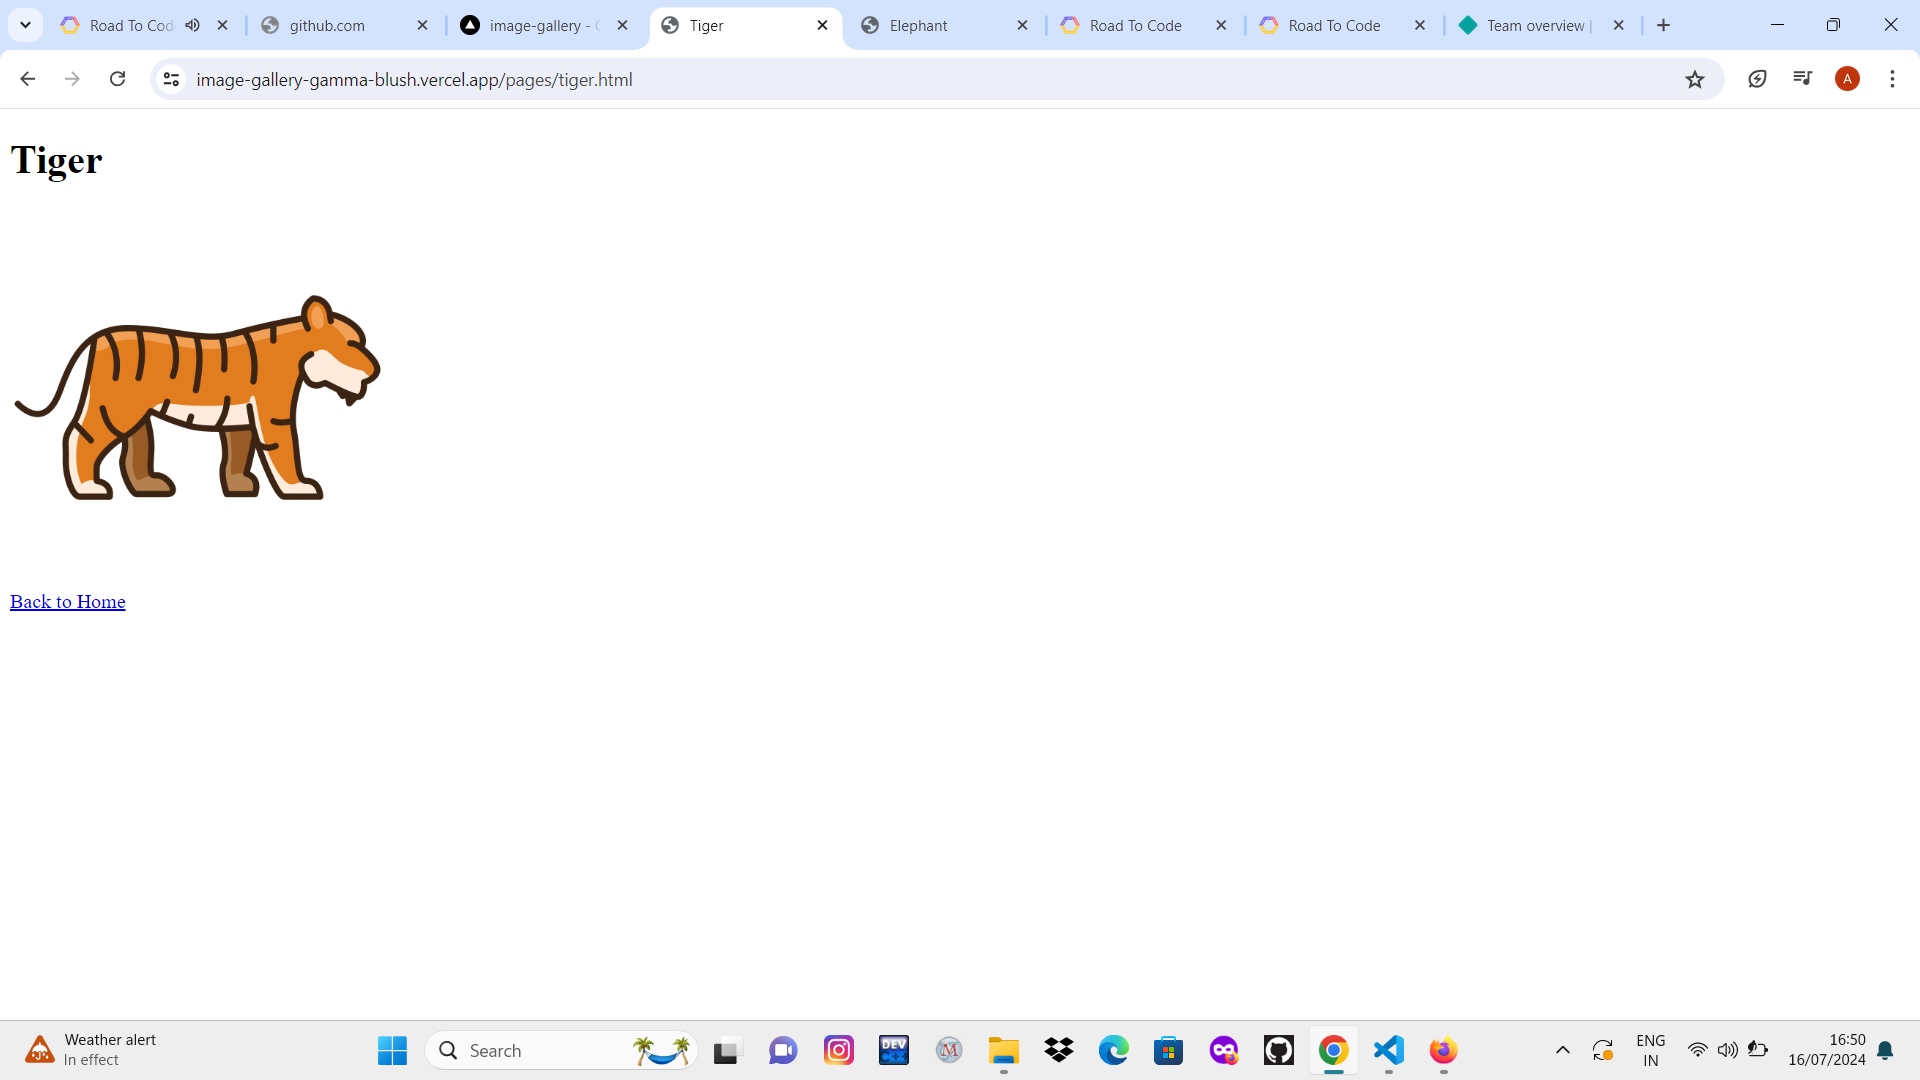 Road To Cod
github.com
image-gallery -
Tiger
Elephant
Road To Code
Road To Code
Team overview |
image-gallery-gamma-blush.vercel.app/pages/tiger.html
A
Tiger
Back to Home
Weather alert
In effect
Search
DEV
C++
M
ENG
IN
16:50
16/07/2024